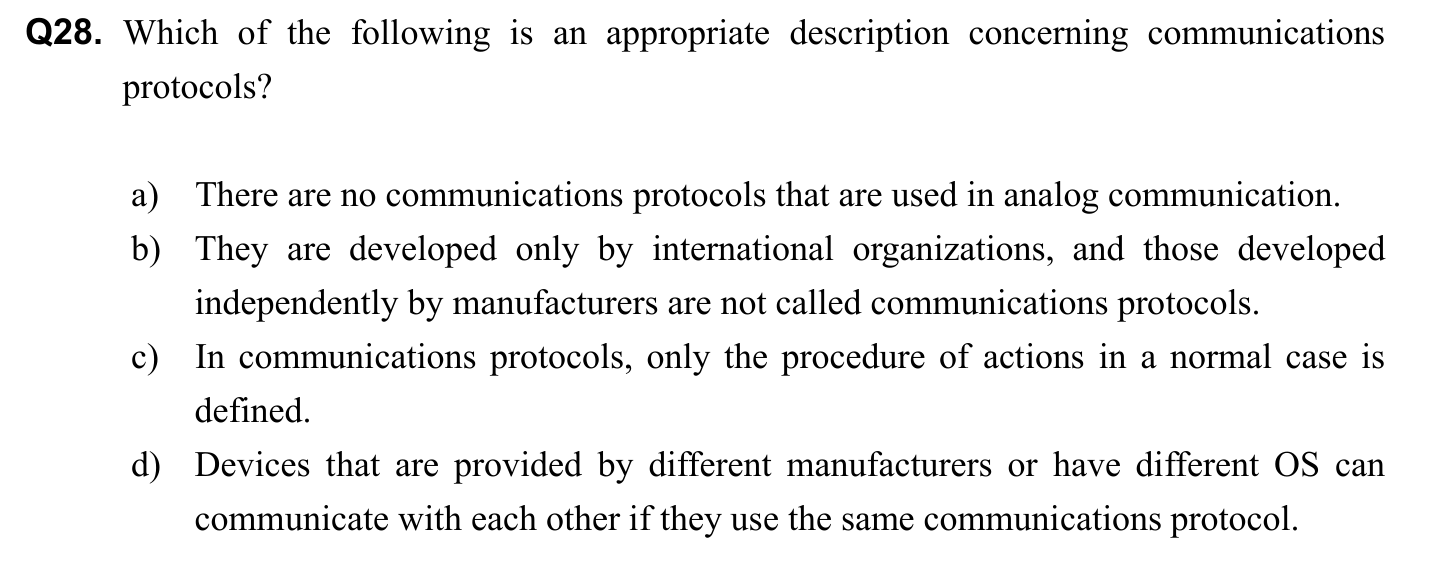 Q28. Which of the following is an appropriate description concerning communications
protocols?
a) There are no communications protocols that are used in analog communication.
b) They are developed only by international organizations, and those developed
independently by manufacturers are not called communications protocols.
c) In communications protocols, only the procedure of actions in a normal case is
defined.
d) Devices that are provided by different manufacturers or have different OS can
communicate with each other if they use the same communications protocol.